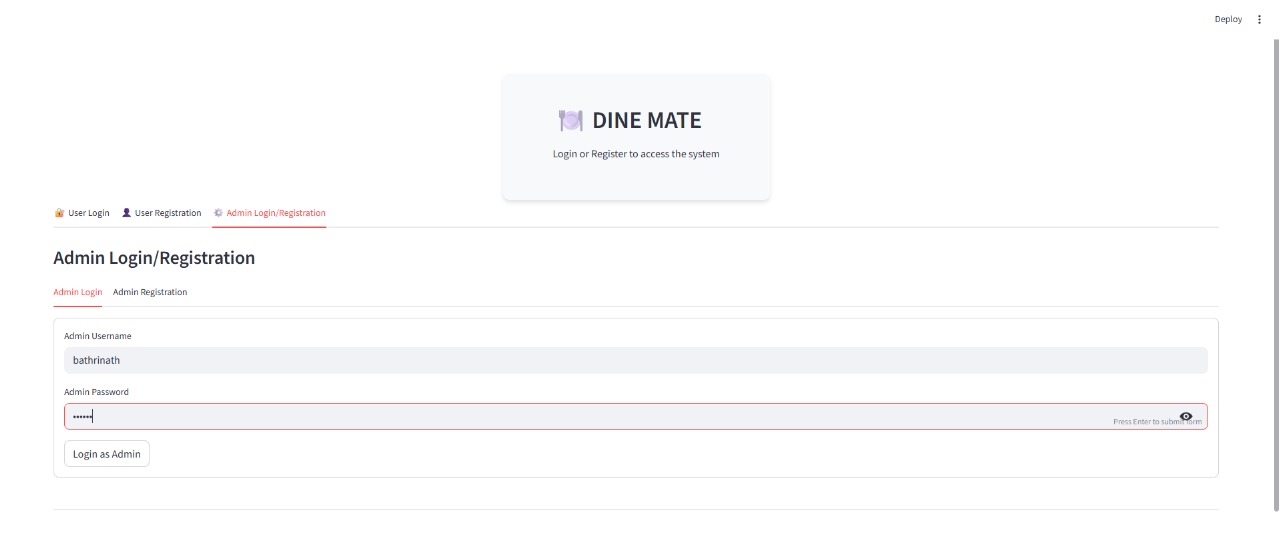 Deploy
DINE MATE
Login or Register to access the system
User Login User Registration Admin Login/Registration
Admin Login/Registration
Admin Login Admin Registration
Admin Username
bathrinath
Admin Password
••••••
Press Enter to submit form
Login as Admin